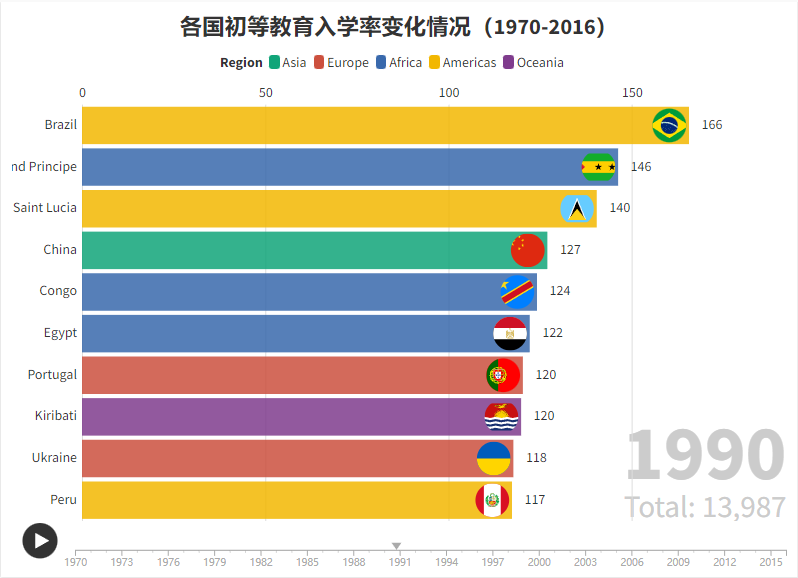 各国初等教育入学率变化情况（1970-2016）
Region Asia Europe Africa Americas Oceania
0 50 100 150
Brazil 166
nd Principe 146
Saint Lucia 140
China 127
Congo 124
Egypt 122
Portugal 120
Kiribati 120
Ukraine 118
Peru 117
1990
Total: 13,987
1970 1973 1976 1979 1982 1985 1988 1991 1994 1997 2000 2003 2006 2009 2012 2015